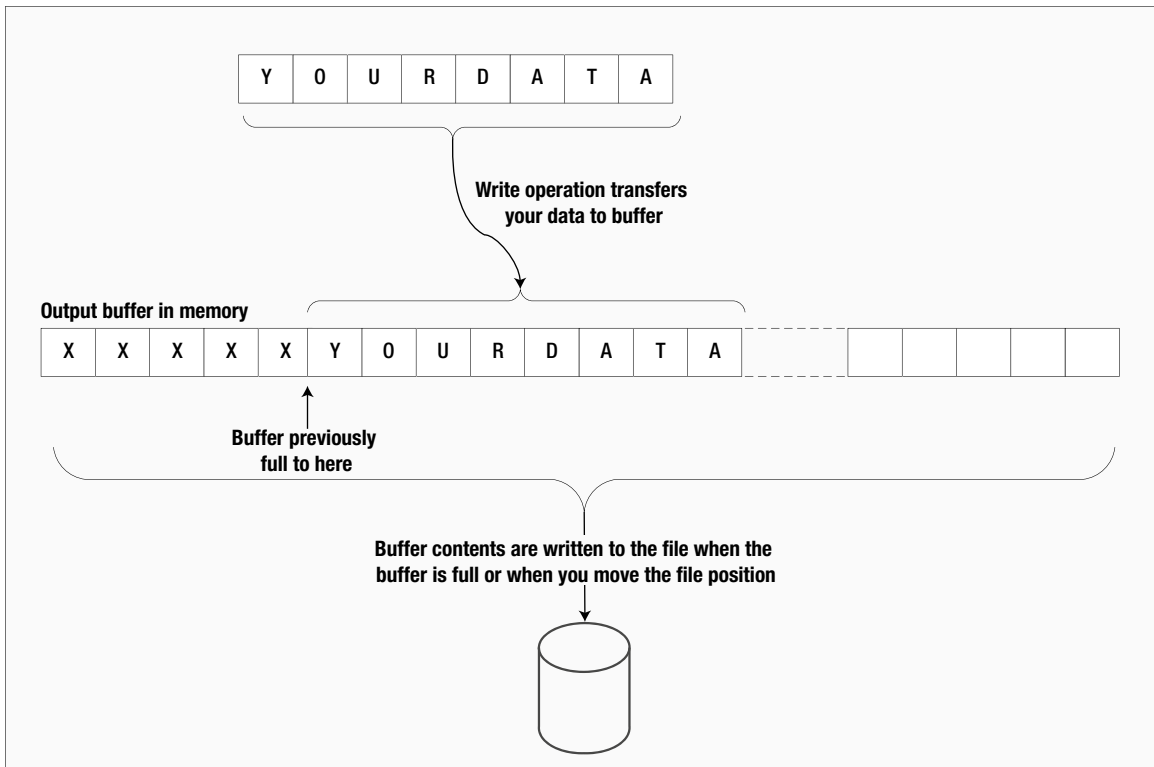 Y O U R D A T A
Write operation transfers
your data to buffer
Output buffer in memory
X X X X X Y O U R D A T A
Buffer previously
full to here
Buffer contents are written to the file when the
buffer is full or when you move the file position